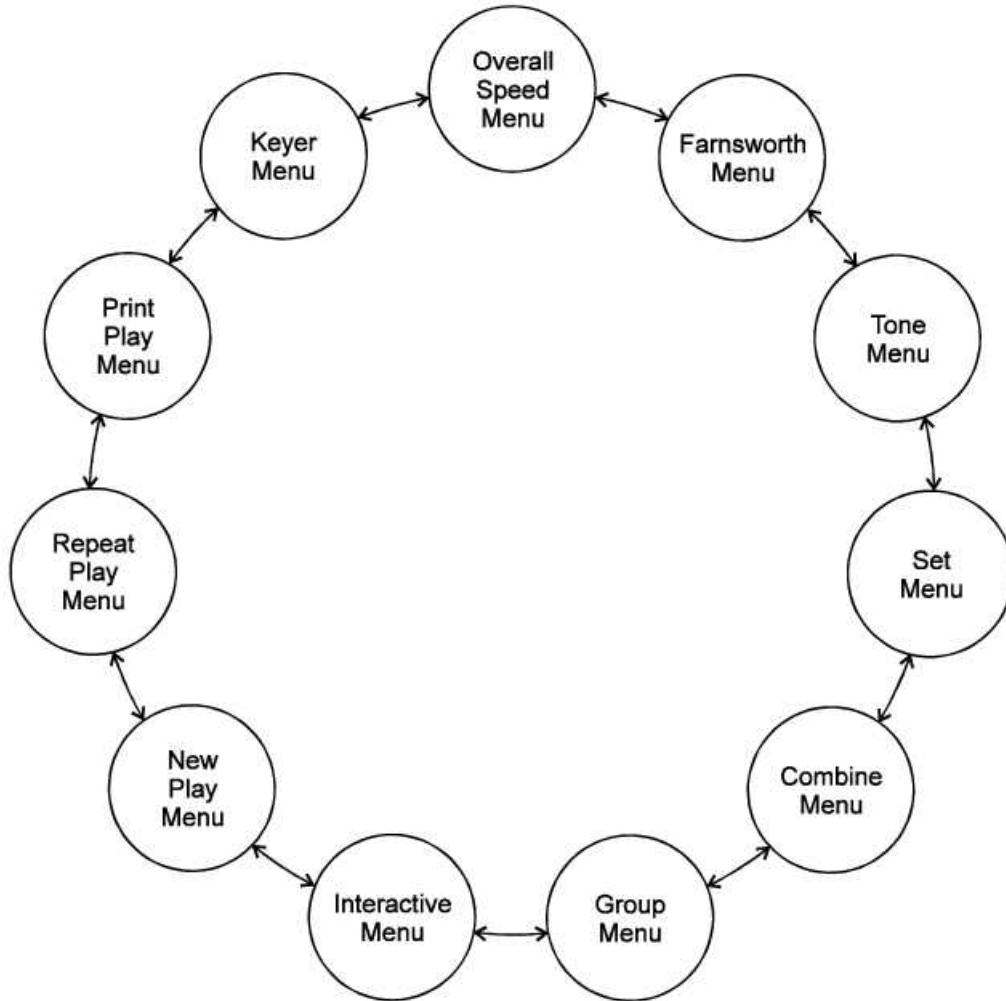 Overall
Speed
Menu
Farnsworth
Menu
Tone
Menu
Set
Menu
Combine
Menu
Group
Menu
Interactive
Menu
New
Play
Menu
Repeat
Play
Menu
Print
Play
Menu
Keyer
Menu